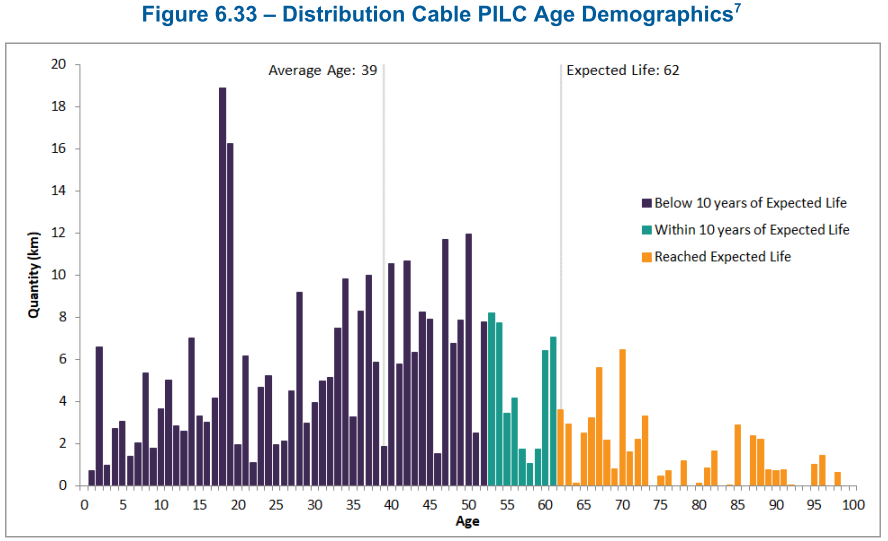 Figure 6.33 – Distribution Cable PILC Age Demographics7
Average Age: 39
Expected Life: 62
20
18
16
14
12
10
8
6
4
2
0
Quantity (km)
Below 10 years of Expected Life
Within 10 years of Expected Life
Reached Expected Life
0 5 10 15 20 25 30 35 40 45 50 55 60 65 70 75 80 85 90 95 100
Age